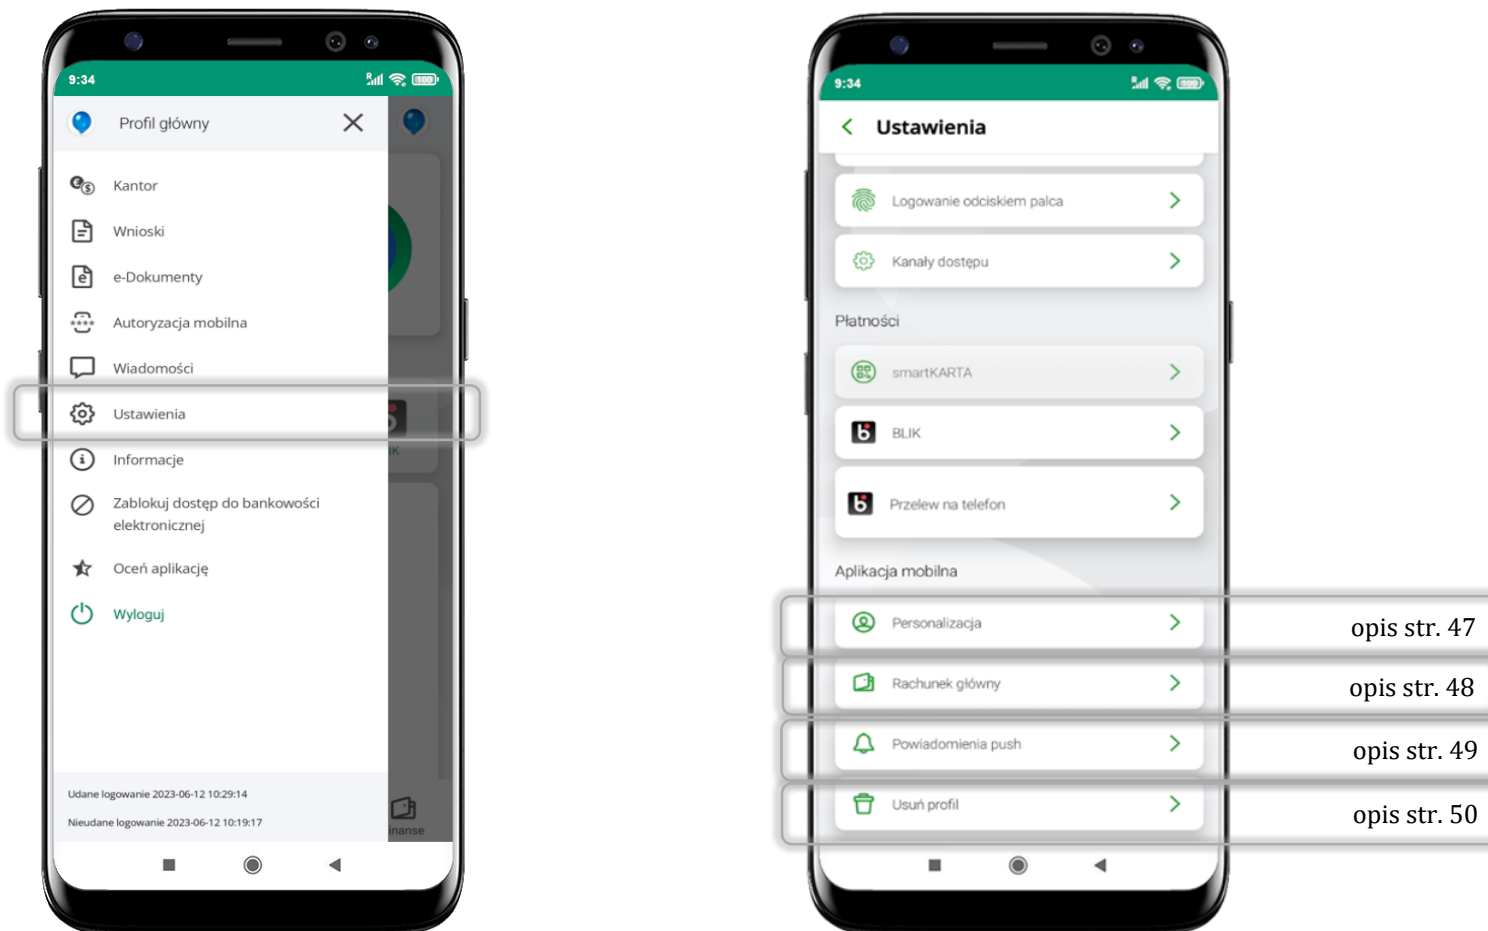 9:34
Profil główny
Kantor
Wnioski
e-Dokumenty
Autoryzacja mobilna
Wiadomości
Ustawienia
IK
Informacje
Zablokuj dostęp do bankowości
elektronicznej
Oceń aplikację
Wyloguj
Udane logowanie 2023-06-12 10:29:14
Nieudane logowanie 2023-06-12 10:19:17
inanse
9:34
Ustawienia
Logowanie odciskiem palca
Kanały dostępu
Płatności
smartKARTA
BLIK
Przelew na telefon
Aplikacja mobilna
Personalizacja opis str. 47
Rachunek główny opis str. 48
Powiadomienia push opis str. 49
Usuń profil opis str. 50